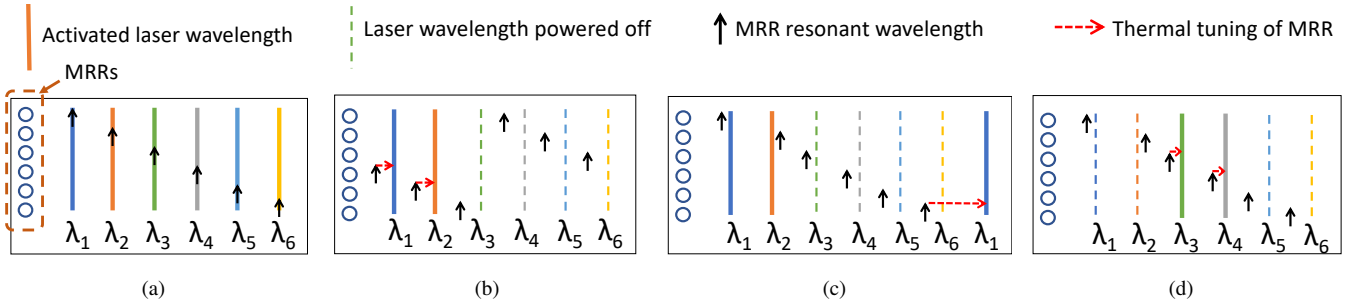 Activated laser wavelength
Laser wavelength powered off
MRR resonant wavelength
Thermal tuning of MRR
MRRs
λ1 λ2 λ3 λ4 λ5 λ6
λ1 λ2 λ3 λ4 λ5 λ6
λ1 λ2 λ3 λ4 λ5 λ6 λ1
λ1 λ2 λ3 λ4 λ5 λ6
(a)
(b)
(c)
(d)